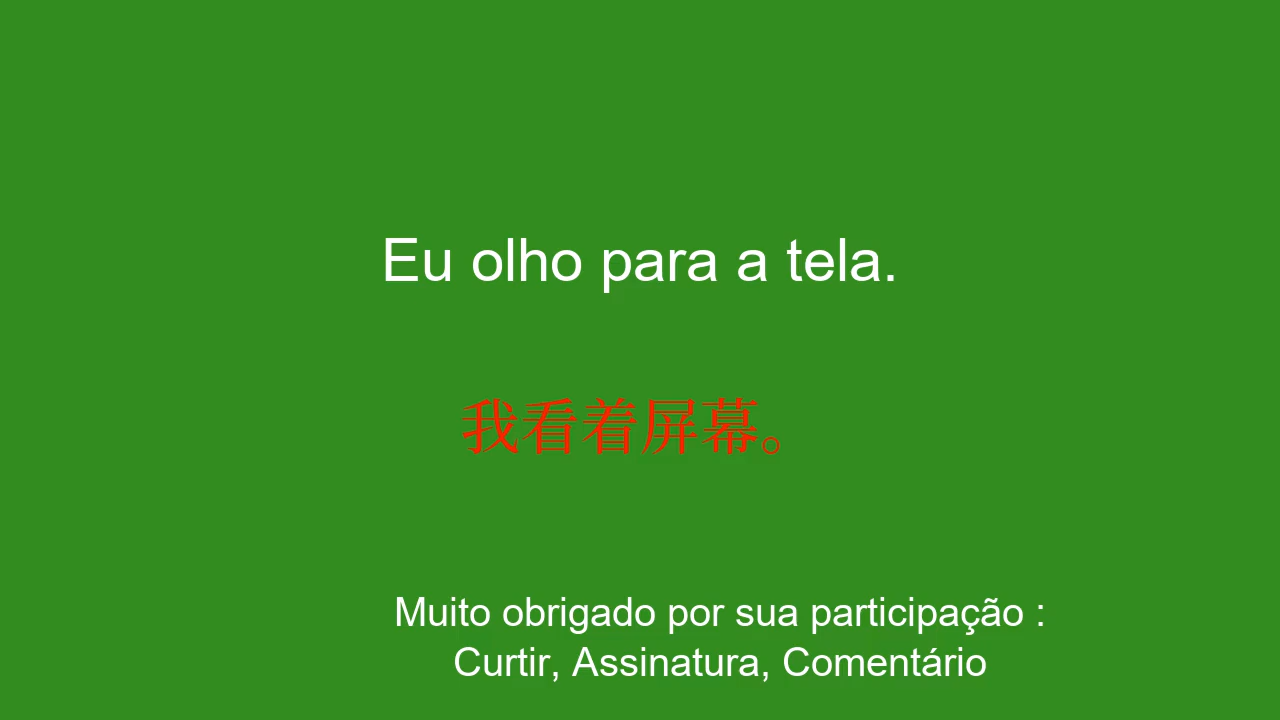 Eu olho para a tela.
我看着屏幕。
Muito obrigado por sua participação :
Curtir, Assinatura, Comentário